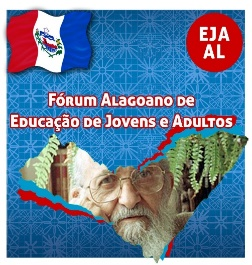 EJA
AL
Fórum Alagoano de
Educação de Jovens e Adultos